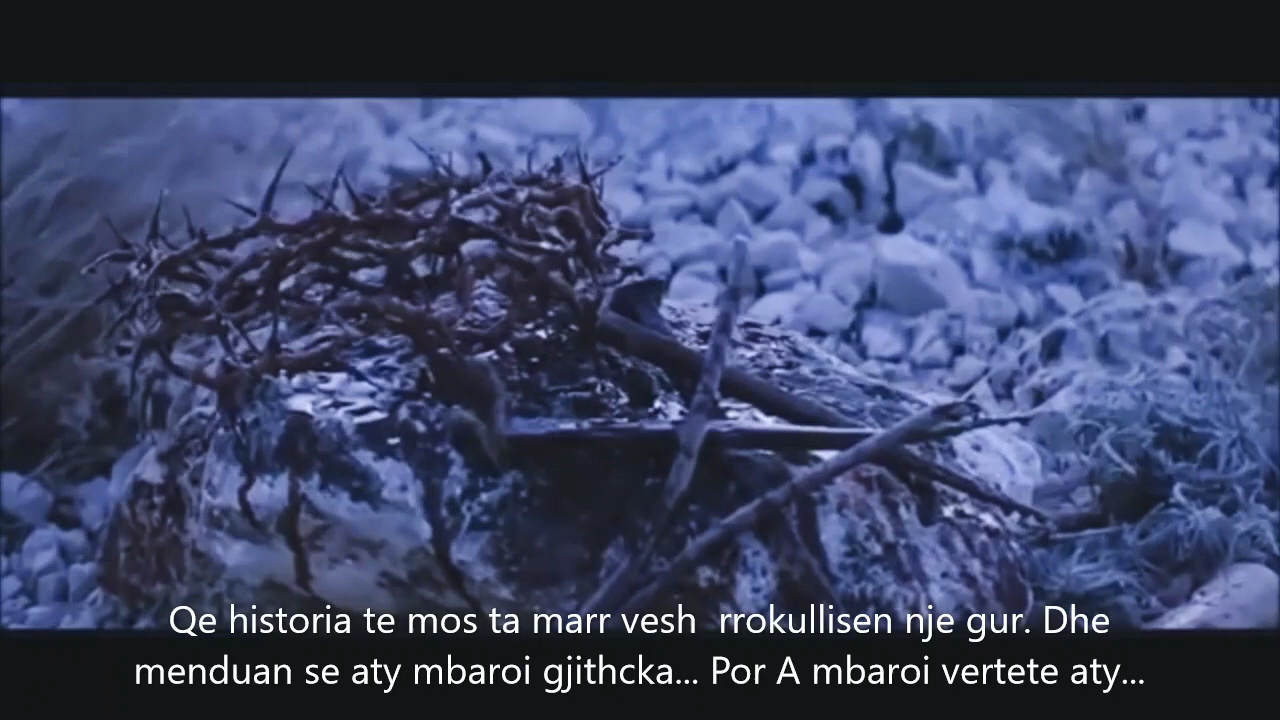 Qe historia te mos ta marr vesh  rrokullisen nje gur. Dhe
menduan se aty mbaroi gjithcka... Por A mbaroi vertete aty...